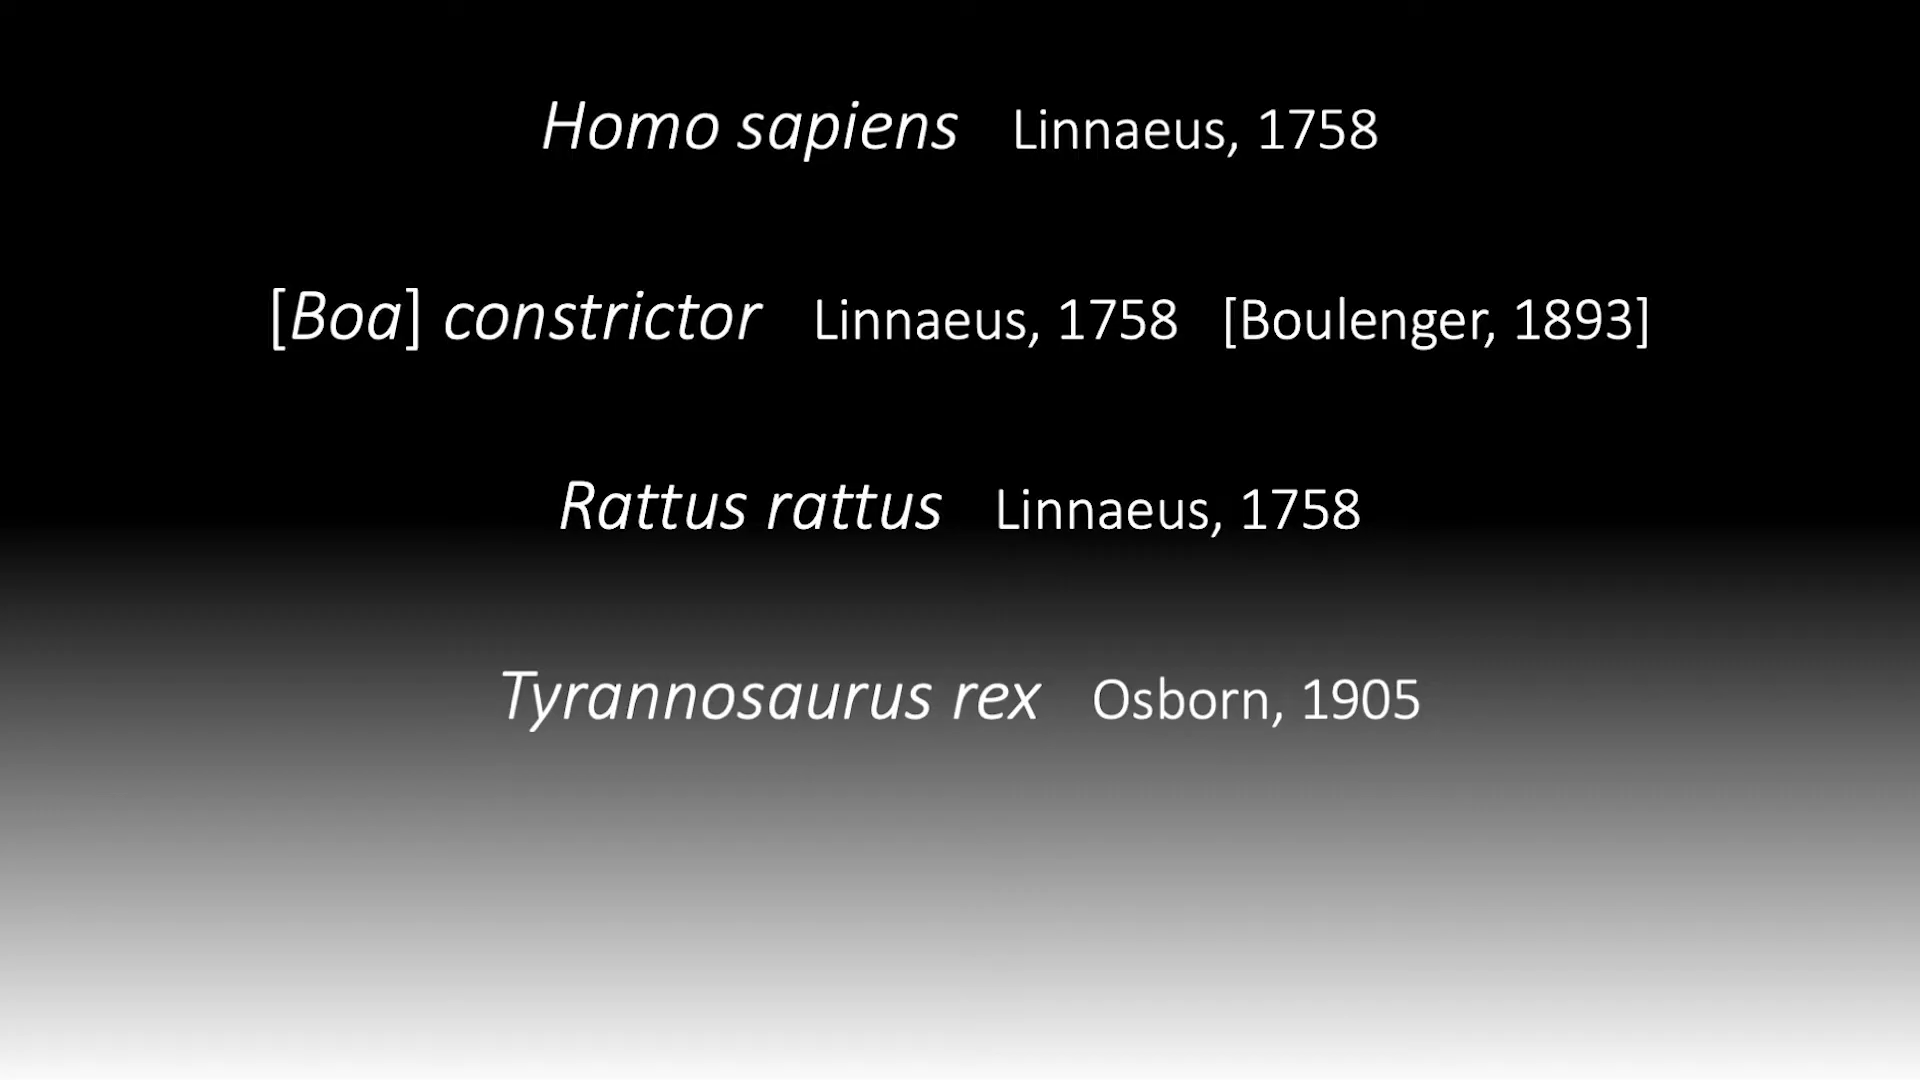 Homo sapiens Linnaeus, 1758
[Boa] constrictor Linnaeus, 1758 [Boulenger, 1893]
Rattus rattus Linnaeus, 1758
Tyrannosaurus rex Osborn, 1905